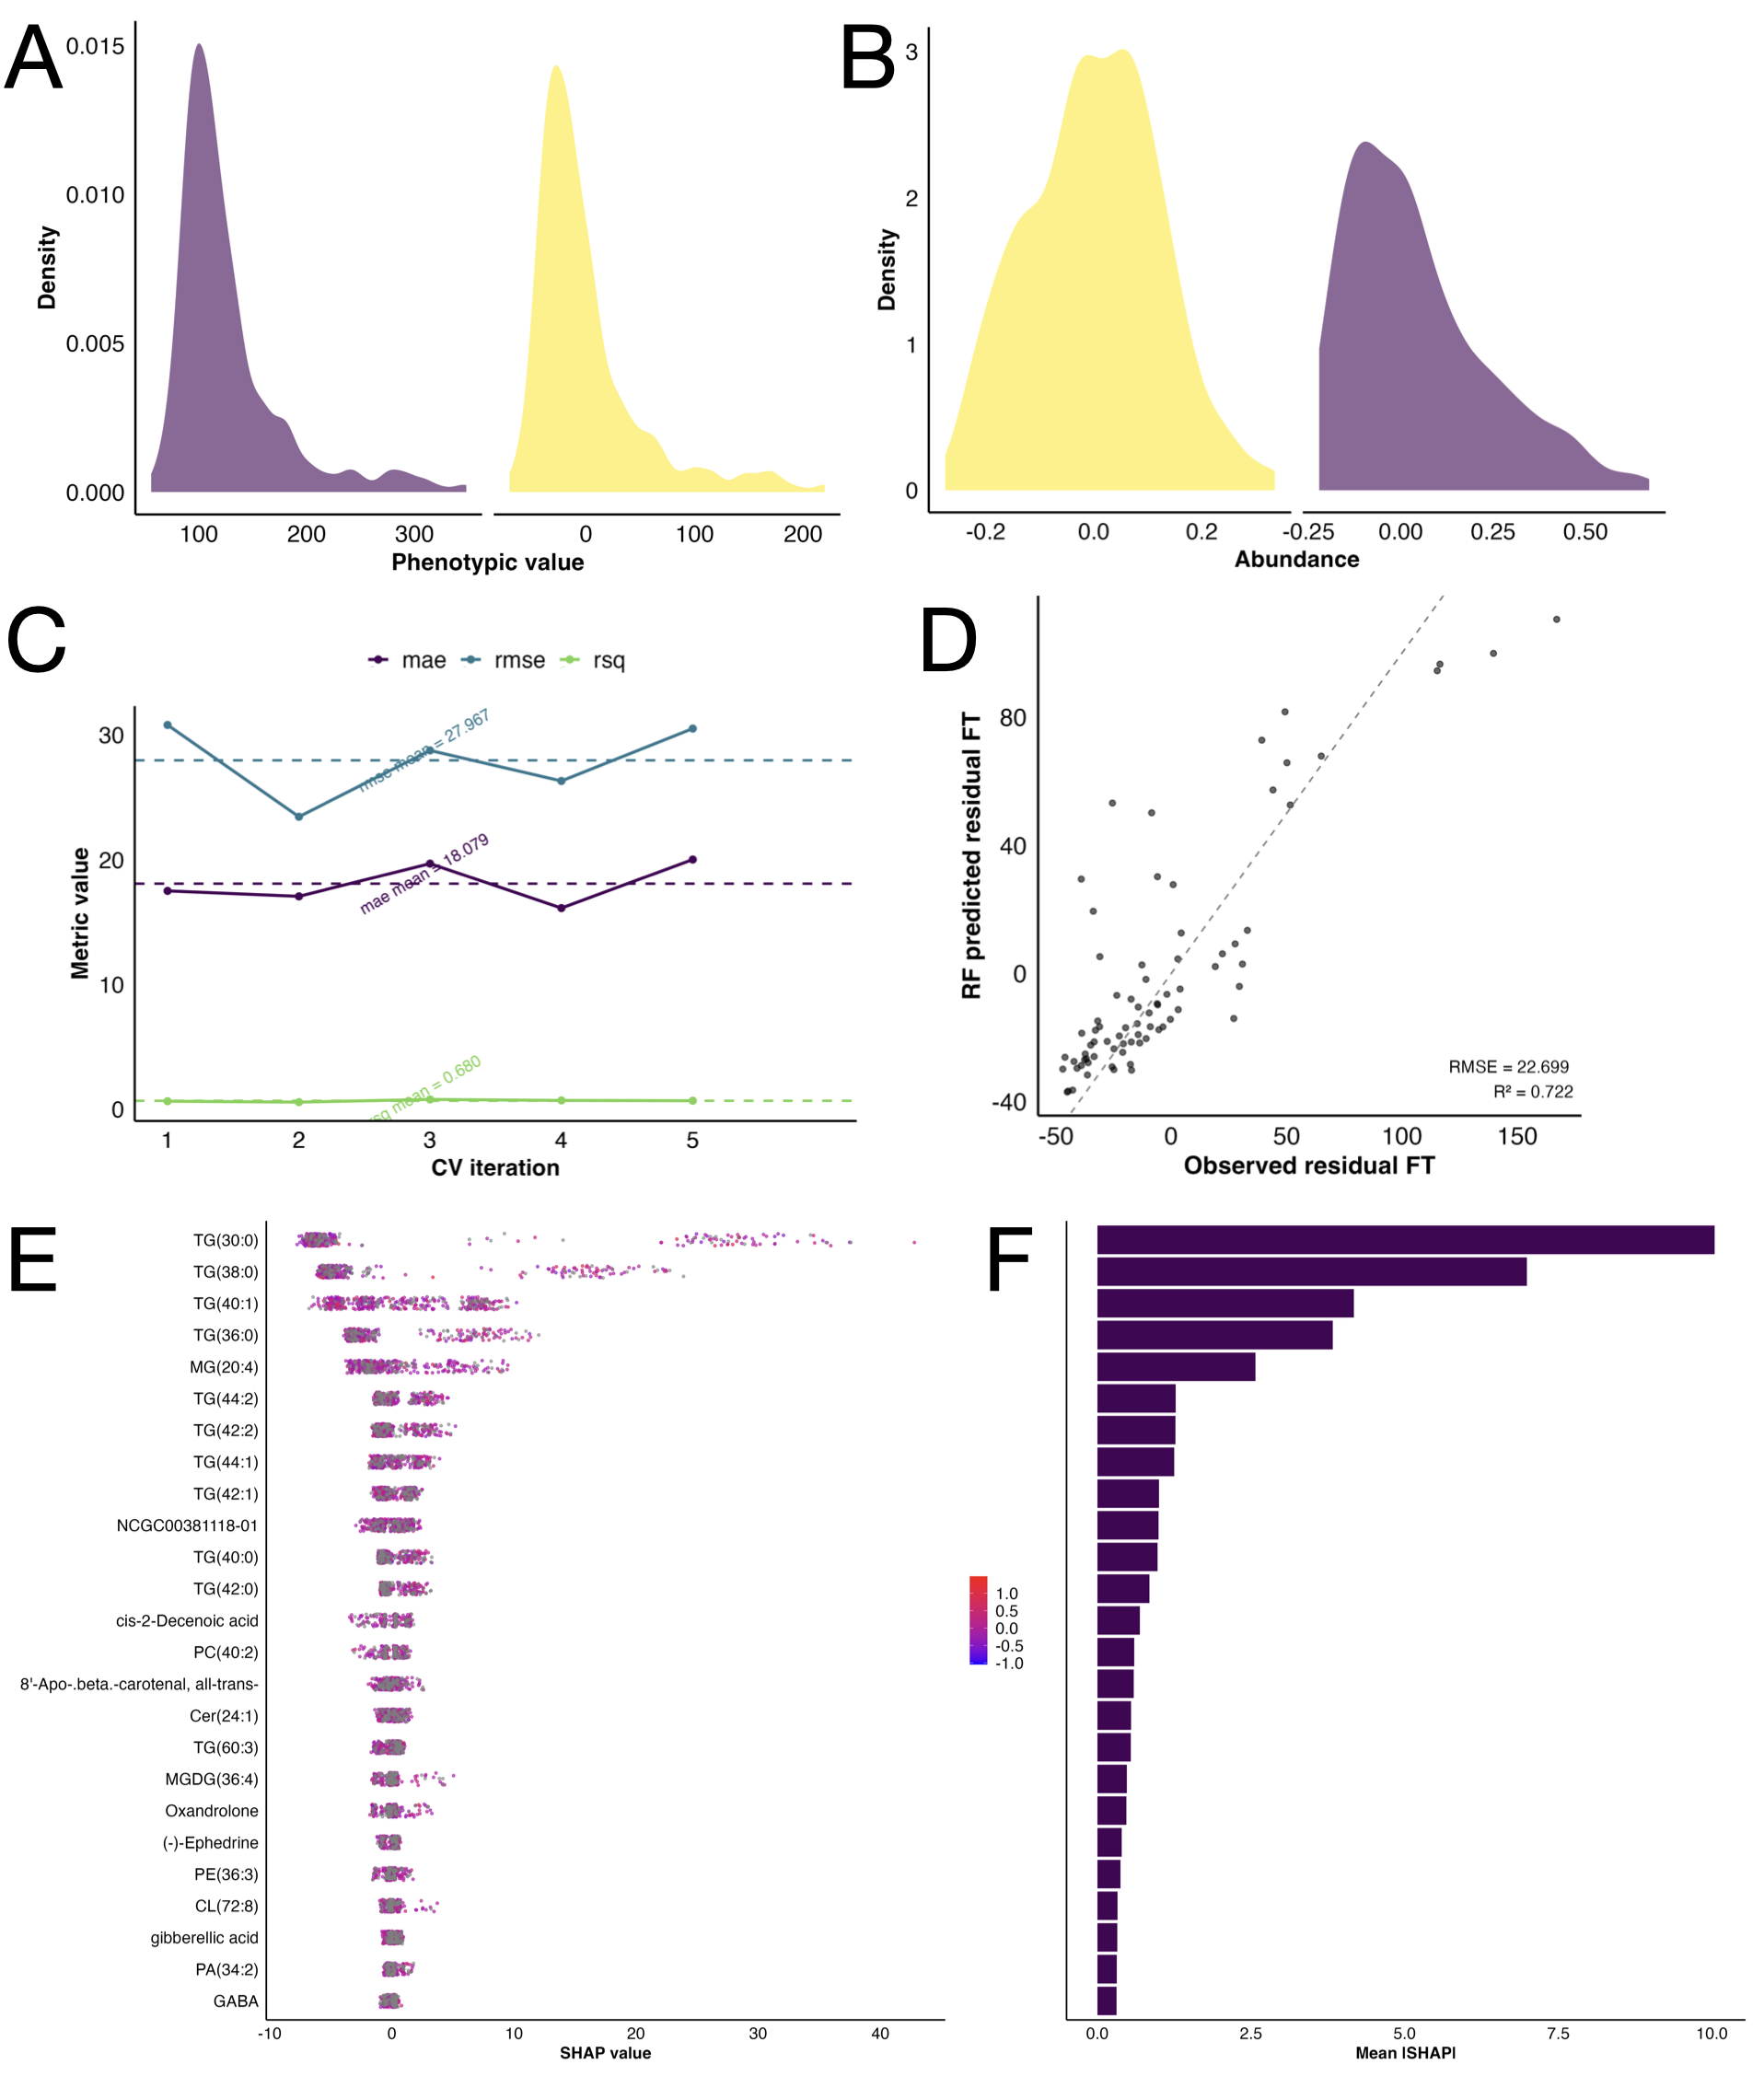 A
0.015
0.010
0.005
0.000
Density
100 200 300 0 100 200
Phenotypic value
B
3
2
1
0
Density
-0.2 0.0 0.2 -0.25 0.00 0.25 0.50
Abundance
C
mae rmse rsq
30
20
10
0
Metric value
rmse mean = 27.967
mae mean = 18.079
rsq mean = 0.680
1 2 3 4 5
CV iteration
D
80
40
0
-40
RF predicted residual FT
RMSE = 22.699
R² = 0.722
-50 0 50 100 150
Observed residual FT
E
TG(30:0)
TG(38:0)
TG(40:1)
TG(36:0)
MG(20:4)
TG(44:2)
TG(42:2)
TG(44:1)
TG(42:1)
NCGC00381118-01
TG(40:0)
TG(42:0)
cis-2-Decenoic acid
PC(40:2)
8'-Apo-.beta.-carotenal, all-trans-
Cer(24:1)
TG(60:3)
MGDG(36:4)
Oxandrolone
(-)-Ephedrine
PE(36:3)
CL(72:8)
gibberellic acid
PA(34:2)
GABA
-10 0 10 20 30 40
SHAP value
1.0
0.5
0.0
-0.5
-1.0
F
0.0 2.5 5.0 7.5 10.0
Mean |SHAP|